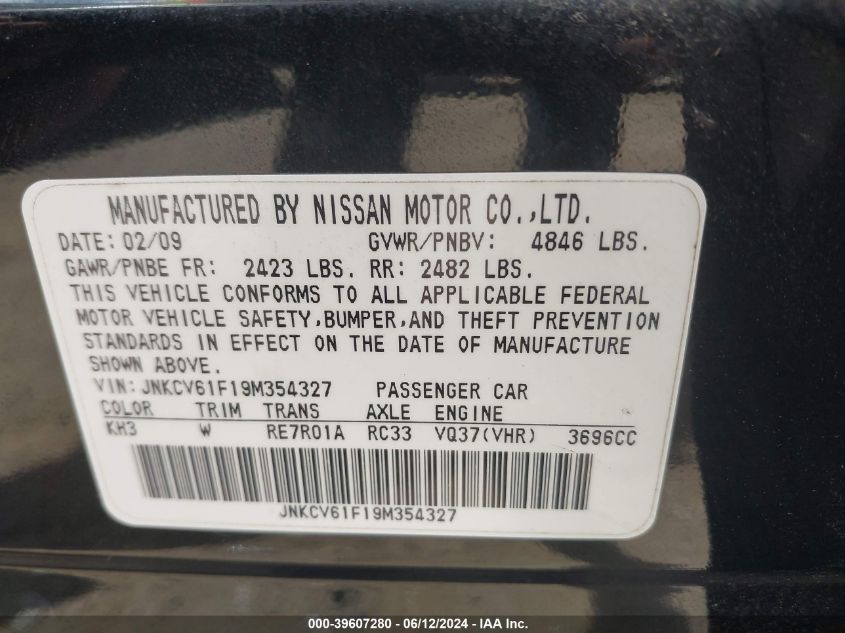 MANUFACTURED BY NISSAN MOTOR CO.,LTD.
DATE: 02/09 GVWR/PNBV: 4846 LBS.
GAWR/PNBE FR: 2423 LBS. RR: 2482 LBS.
THIS VEHICLE CONFORMS TO ALL APPLICABLE FEDERAL
MOTOR VEHICLE SAFETY,BUMPER,AND THEFT PREVENTION
STANDARDS IN EFFECT ON THE DATE OF MANUFACTURE
SHOWN ABOVE.
VIN: JNKCV61F19M354327 PASSENGER CAR
COLOR TRIM TRANS AXLE ENGINE
KH3 W RE7R01A RC33 VQ37(VHR) 3696CC
JNKCV61F19M354327
000-39607280 - 06/12/2024 - IAA Inc.